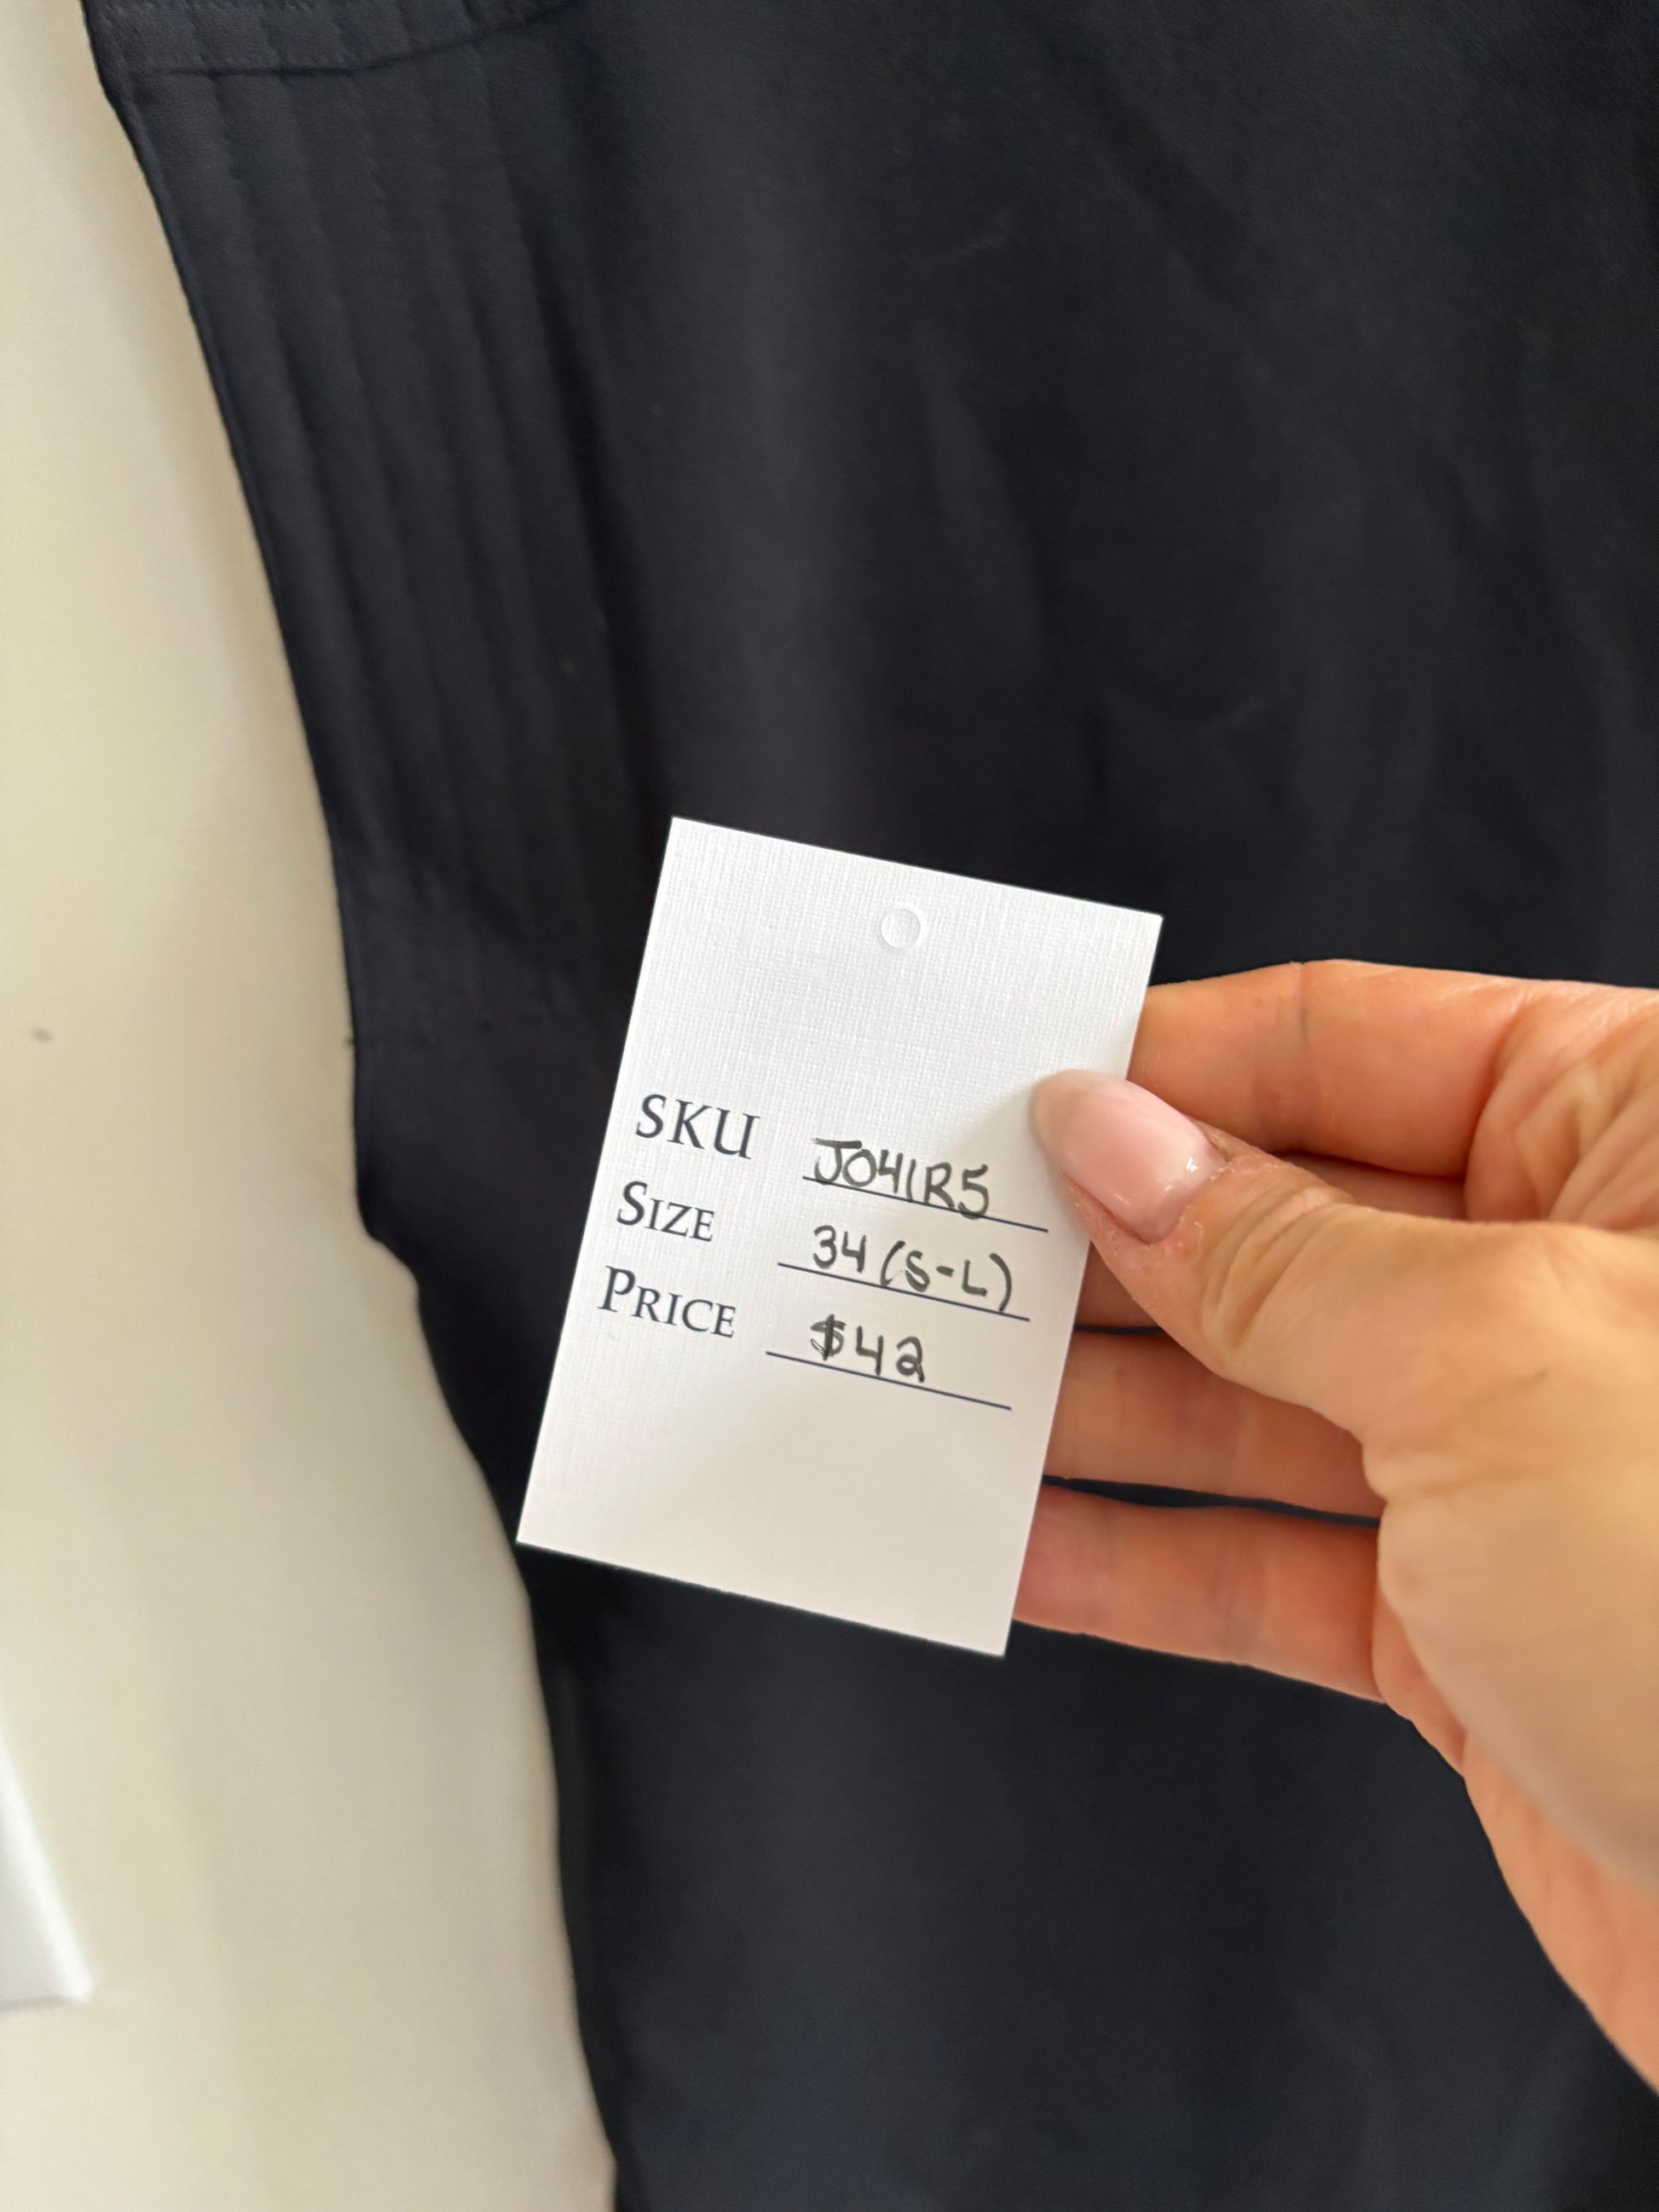 SKU J041R5
SIZE 34 (S-L)
PRICE $42